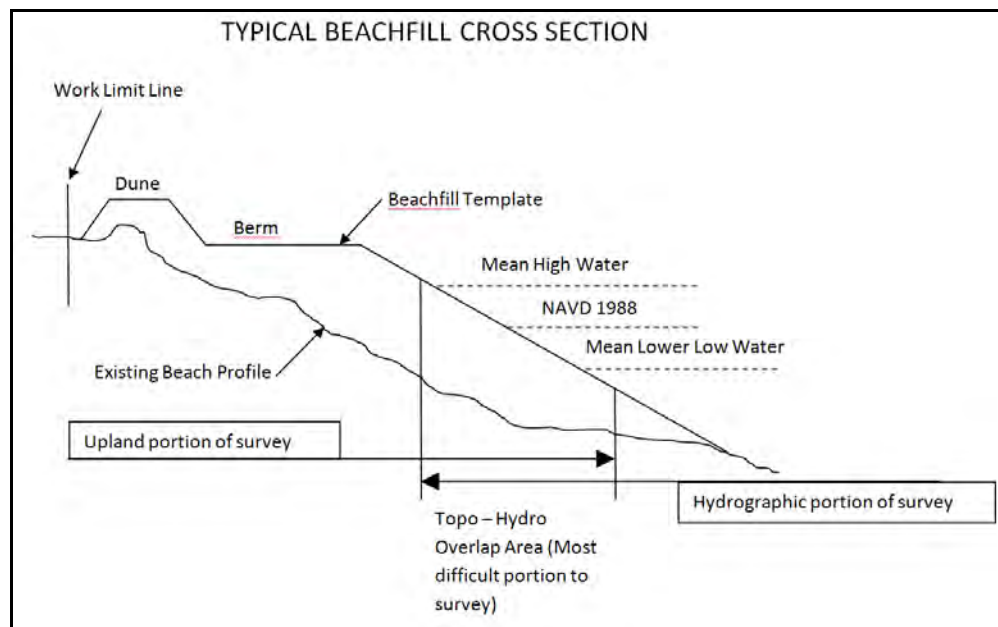 TYPICAL BEACHFILL CROSS SECTION
Work Limit Line
Dune
Beachfill Template
Berm
Mean High Water
NAVD 1988
Mean Lower Low Water
Existing Beach Profile
Upland portion of survey
Hydrographic portion of survey
Topo – Hydro
Overlap Area (Most
difficult portion to
survey)